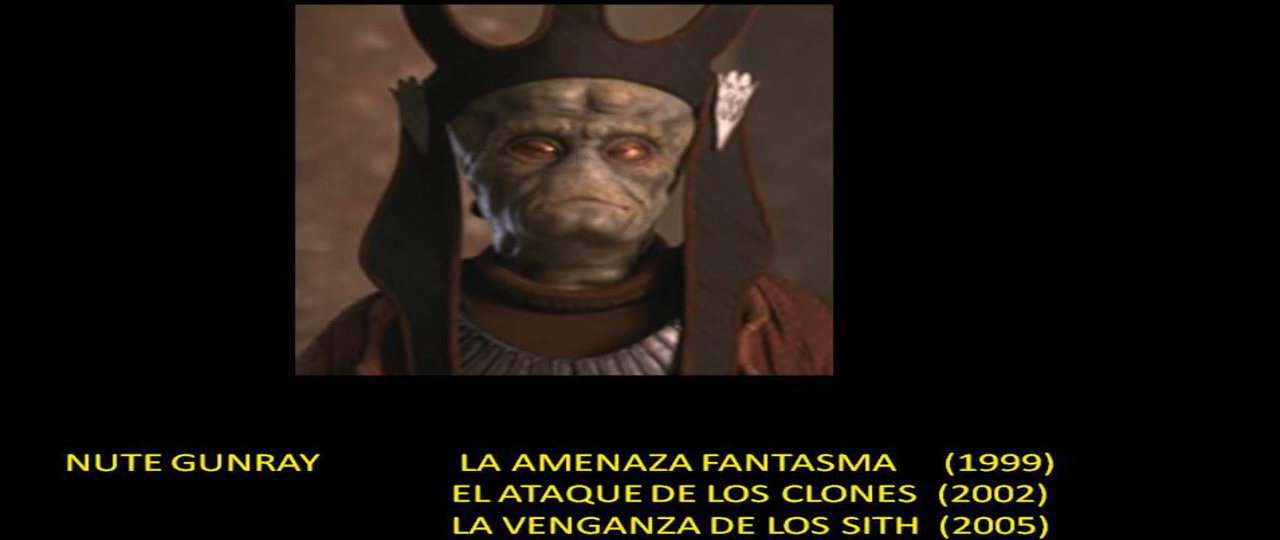 NUTE GUNRAY LA AMENAZA FANTASMA (1999)
EL ATAQUE DE LOS CLONES (2002)
LA VENGANZA DE LOS SITH (2005)